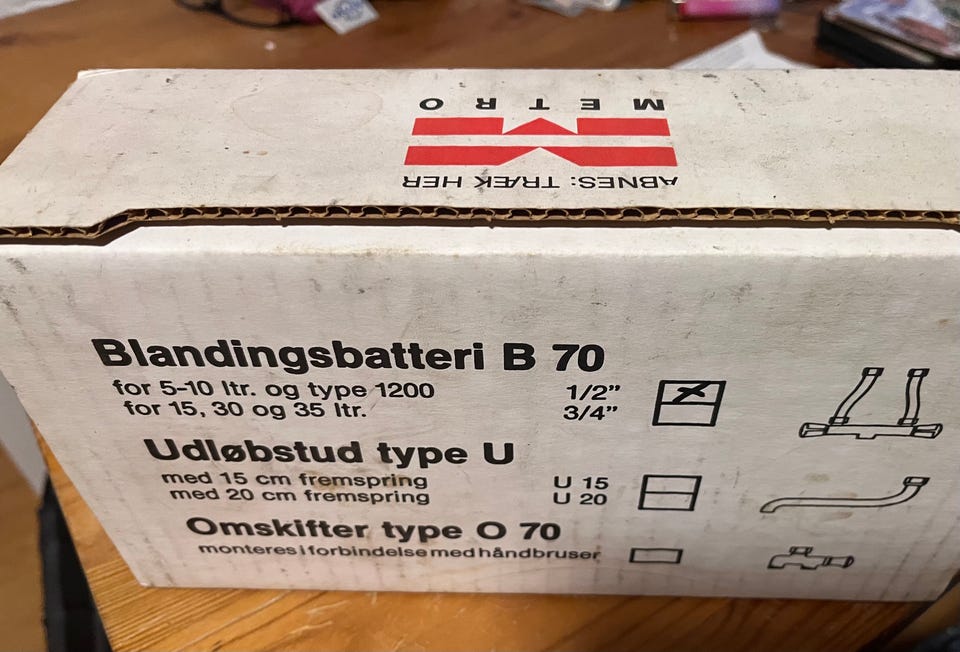 METRO
ABNES: TRÆK HER
Blandingsbatteri B 70
for 5-10 ltr. og type 1200 1/2”
for 15, 30 og 35 ltr. 3/4”
Udløbstud type U
med 15 cm fremspring U 15
med 20 cm fremspring U 20
Omskifter type O 70
monteres i forbindelse med håndbruser